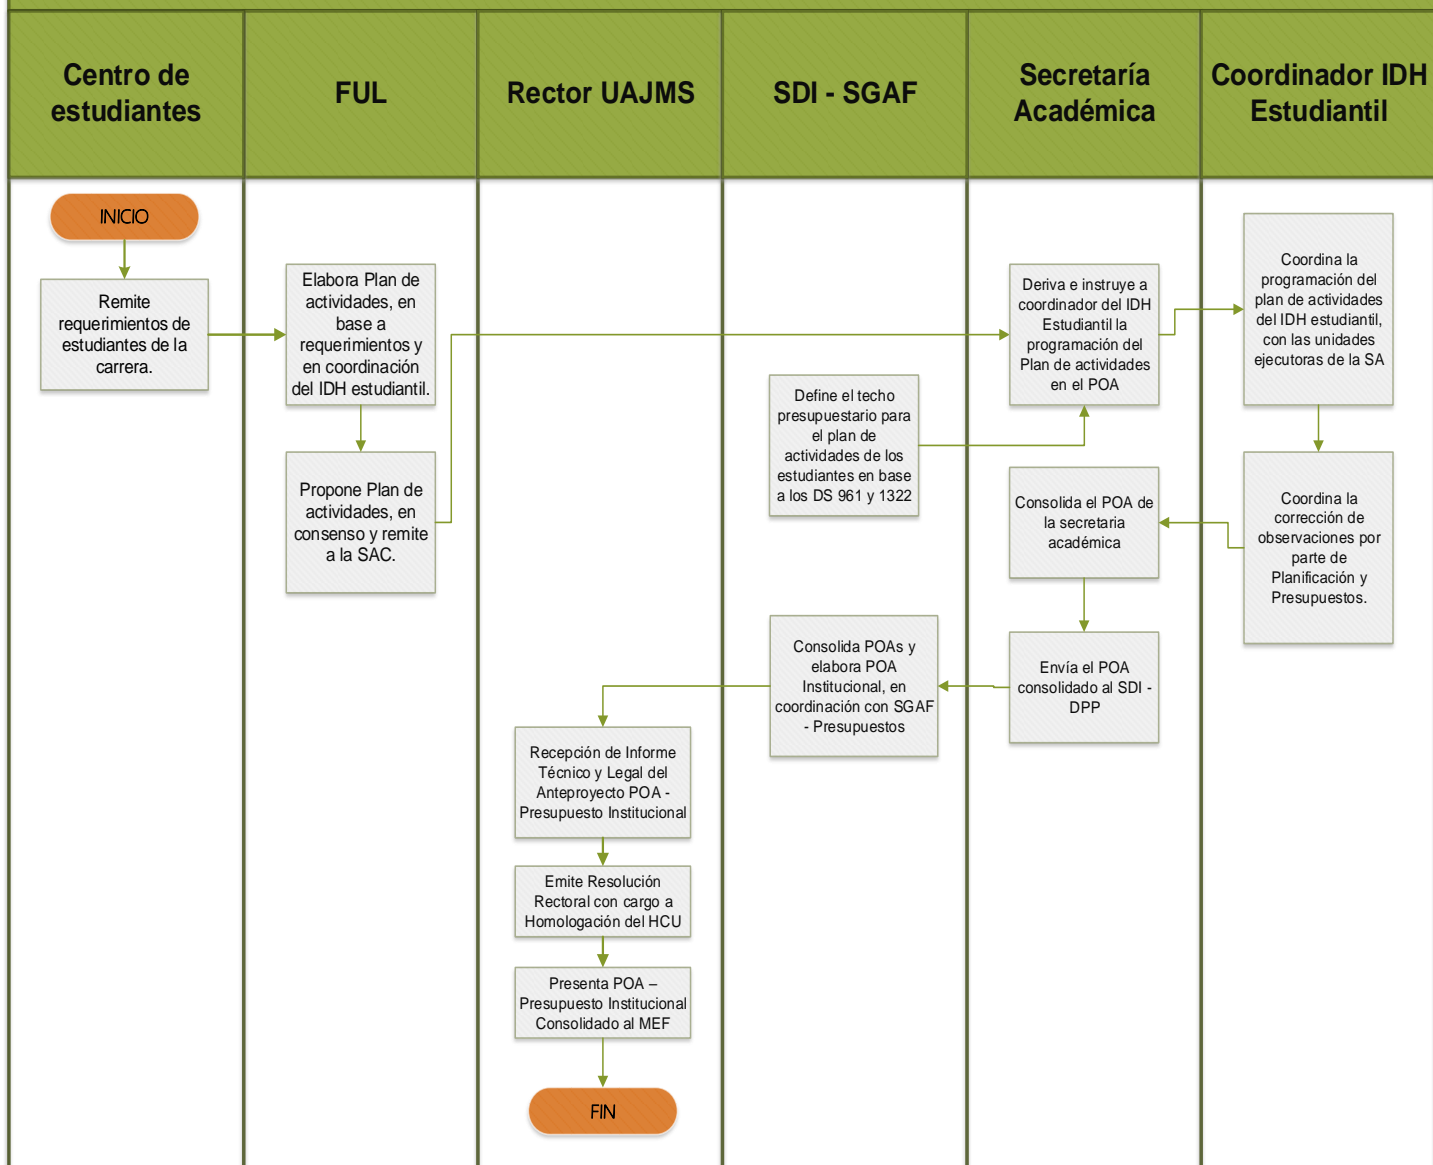 Centro de
estudiantes
FUL
Rector UAJMS
SDI - SGAF
Secretaría
Académica
Coordinador IDH
Estudiantil
INICIO
Remite
requerimientos de
estudiantes de la
carrera.
Elabora Plan de
actividades, en
base a
requerimientos y
en coordinación
del IDH estudiantil.
Propone Plan de
actividades, en
consenso y remite
a la SAC.
Define el techo
presupuestario para
el plan de
actividades de los
estudiantes en base
a los DS 961 y 1322
Deriva e instruye a
coordinador del IDH
Estudiantil la
programación del
Plan de actividades
en el POA
Coordina la
programación del
plan de actividades
del IDH estudiantil,
con las unidades
ejecutoras de la SA
Coordina la
corrección de
observaciones por
parte de
Planificación y
Presupuestos.
Consolida el POA de
la secretaria
académica
Envía el POA
consolidado al SDI -
DPP
Consolida POAs y
elabora POA
Institucional, en
coordinación con SGAF
- Presupuestos
Recepción de Informe
Técnico y Legal del
Anteproyecto POA -
Presupuesto Institucional
Emite Resolución
Rectoral con cargo a
Homologación del HCU
Presenta POA –
Presupuesto Institucional
Consolidado al MEF
FIN